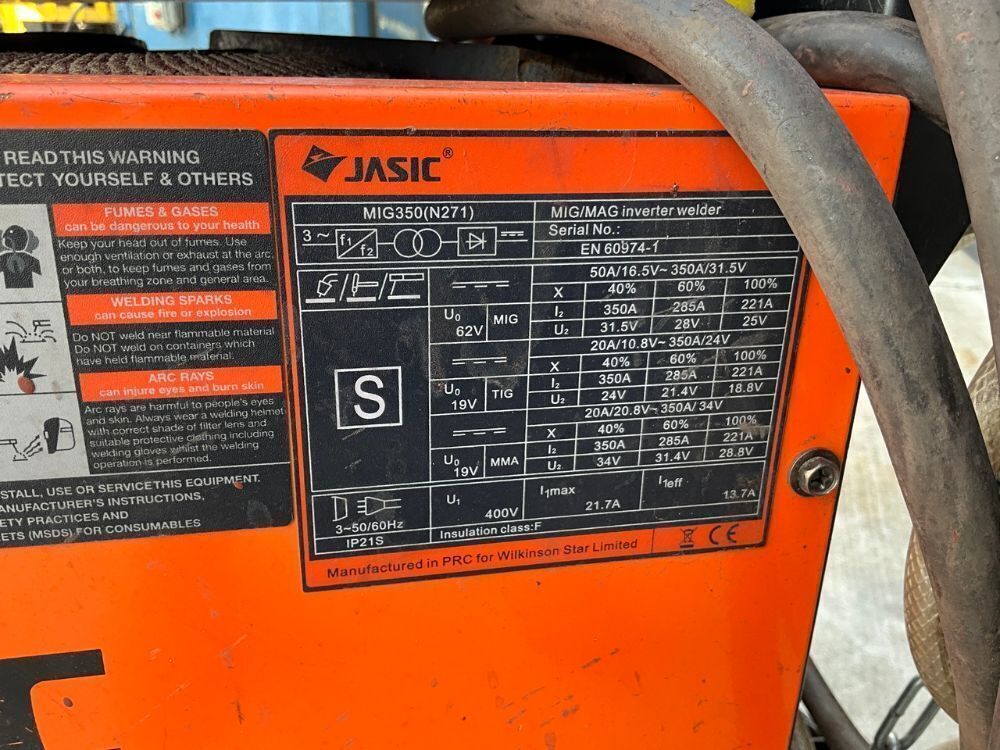 READ THIS WARNING
TECT YOURSELF & OTHERS
FUMES & GASES
can be dangerous to your health
Keep your head out of fumes. Use
enough ventilation or exhaust at the arc
or both, to keep fumes and gases from
your breathing zone and general area.
WELDING SPARKS
can cause fire or explosion
Do NOT weld near flammable material
Do NOT weld on containers which
have held flammable material.
ARC RAYS
can injure eyes and burn skin
Arc rays are harmful to people's eyes
and skin. Always wear a welding helmet
with correct shade of filter lens and
suitable protective clothing including
welding gloves whilst the welding
operation is performed.
STALL, USE OR SERVICE THIS EQUIPMENT.
ANUFACTURER'S INSTRUCTIONS.
ETY PRACTICES AND
ETS (MSDS) FOR CONSUMABLES
JASIC®
MIG350(N271) MIG/MAG inverter welder
Serial No.:
3~ f1 f2 EN 60974-1
50A/16.5V~350A/31.5V
X 40% 60% 100%
U0 62V MIG I2 350A 285A 221A
U2 31.5V 28V 25V
20A/10.8V~350A/24V
X 40% 60% 100%
S
U0 19V TIG I2 350A 285A 221A
U2 24V 21.4V 18.8V
20A/20.8V~350A/34V
X 40% 60% 100%
U0 19V MMA I2 350A 285A 221A
U2 34V 31.4V 28.8V
3~50/60Hz U1 400V I1max 21.7A I1eff 13.7A
IP21S Insulation class:F
Manufactured in PRC for Wilkinson Star Limited CE